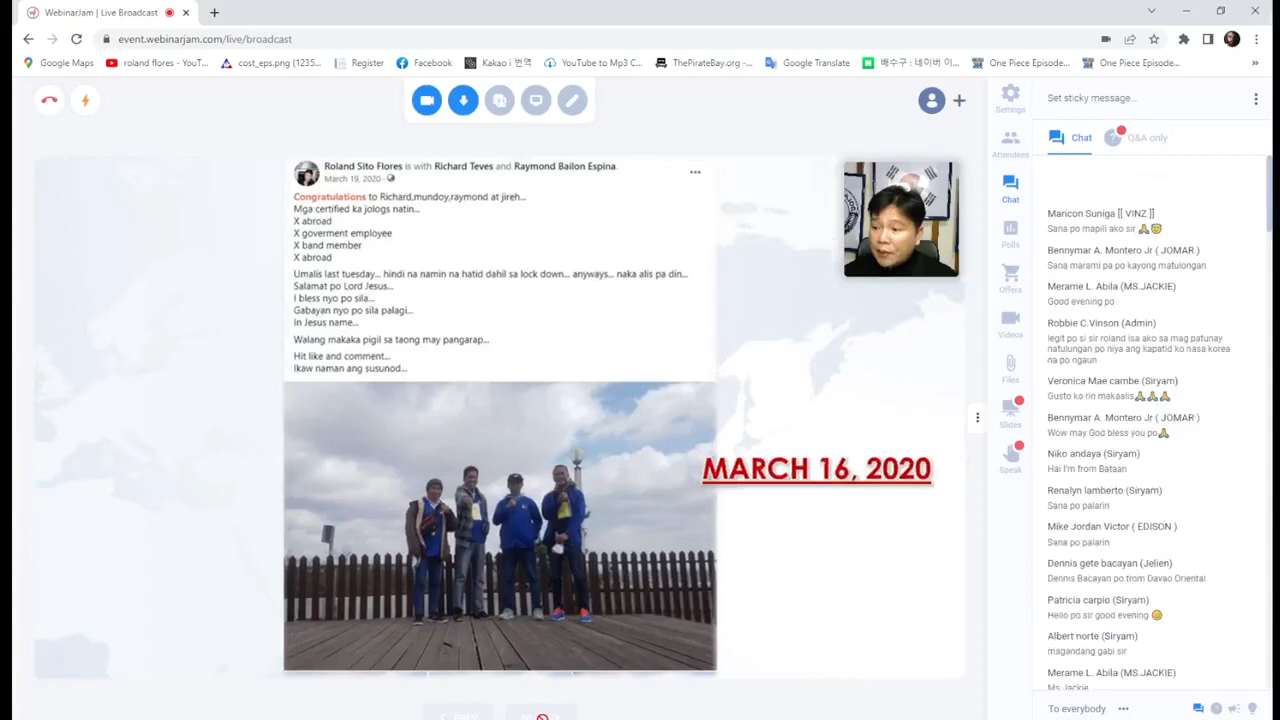 WebinarJam | Live Broadcast
event.webinarjam.com/live/broadcast
Google Maps
roland flores - YouT...
cost_eps.png (1235...
Register
Facebook
Kakao i 번역
YouTube to Mp3 C...
ThePirateBay.org -...
Google Translate
배수구 : 네이버 이...
One Piece Episode...
One Piece Episode...
Roland Sito Flores is with Richard Teves and Raymond Bailon Espina.
March 19, 2020
Congratulations to Richard,mundoy,raymond at jireh...
Mga certified ka jologs natin...
X abroad
X goverment employee
X band member
X abroad
Umalis last tuesday... hindi na namin na hatid dahil sa lock down... anyways... naka alis pa din...
Salamat po Lord Jesus...
I bless nyo po sila...
Gabayan nyo po sila palagi...
In Jesus name...
Walang makaka pigil sa taong may pangarap...
Hit like and comment...
Ikaw naman ang susunod...
MARCH 16, 2020
Settings
Attendees
Chat
Polls
Offers
Videos
Files
Slides
Speak
Set sticky message...
Chat
Q&A only
Maricon Suniga [[ VINZ ]]
Sana po mapili ako sir 🙏😇
Bennymar A. Montero Jr ( JOMAR )
Sana marami pa po kayong matulongan
Merame L. Abila (MS.JACKIE)
Good evening po
Robbie C.Vinson (Admin)
legit po si sir roland isa ako sa mag patunay
natulungan po niya ang kapatid ko nasa korea
na po ngaun
Veronica Mae cambe (SIryam)
Gusto ko rin makaalis🙏🙏🙏
Bennymar A. Montero Jr ( JOMAR )
Wow may God bless you po🙏
Niko andaya (Siryam)
Hai I'm from Bataan
Renalyn lamberto (Siryam)
Sana po palarin
Mike Jordan Victor ( EDISON )
Sana po palarin
Dennis gete bacayan (Jelien)
Dennis Bacayan po from Davao Oriental
Patricia carpio (Siryam)
Hello po sir good evening 😊
Albert norte (Siryam)
magandang gabi sir
Merame L. Abila (MS.JACKIE)
Ms. Jackie
To everybody
PREV